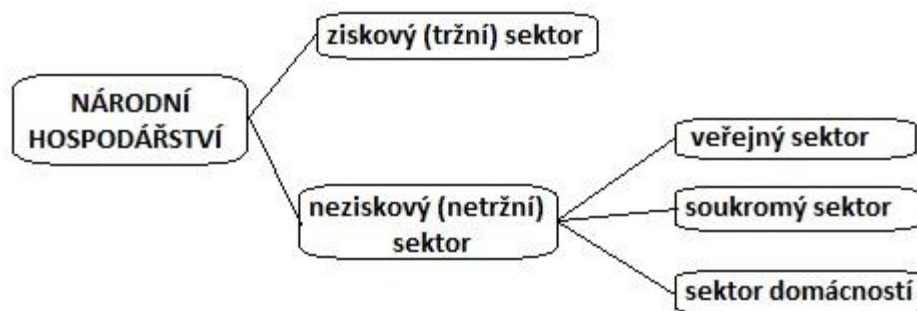 ziskový (tržní) sektor
NÁRODNÍ
HOSPODÁŘSTVÍ
veřejný sektor
neziskový (netržní)
sektor
soukromý sektor
sektor domácností